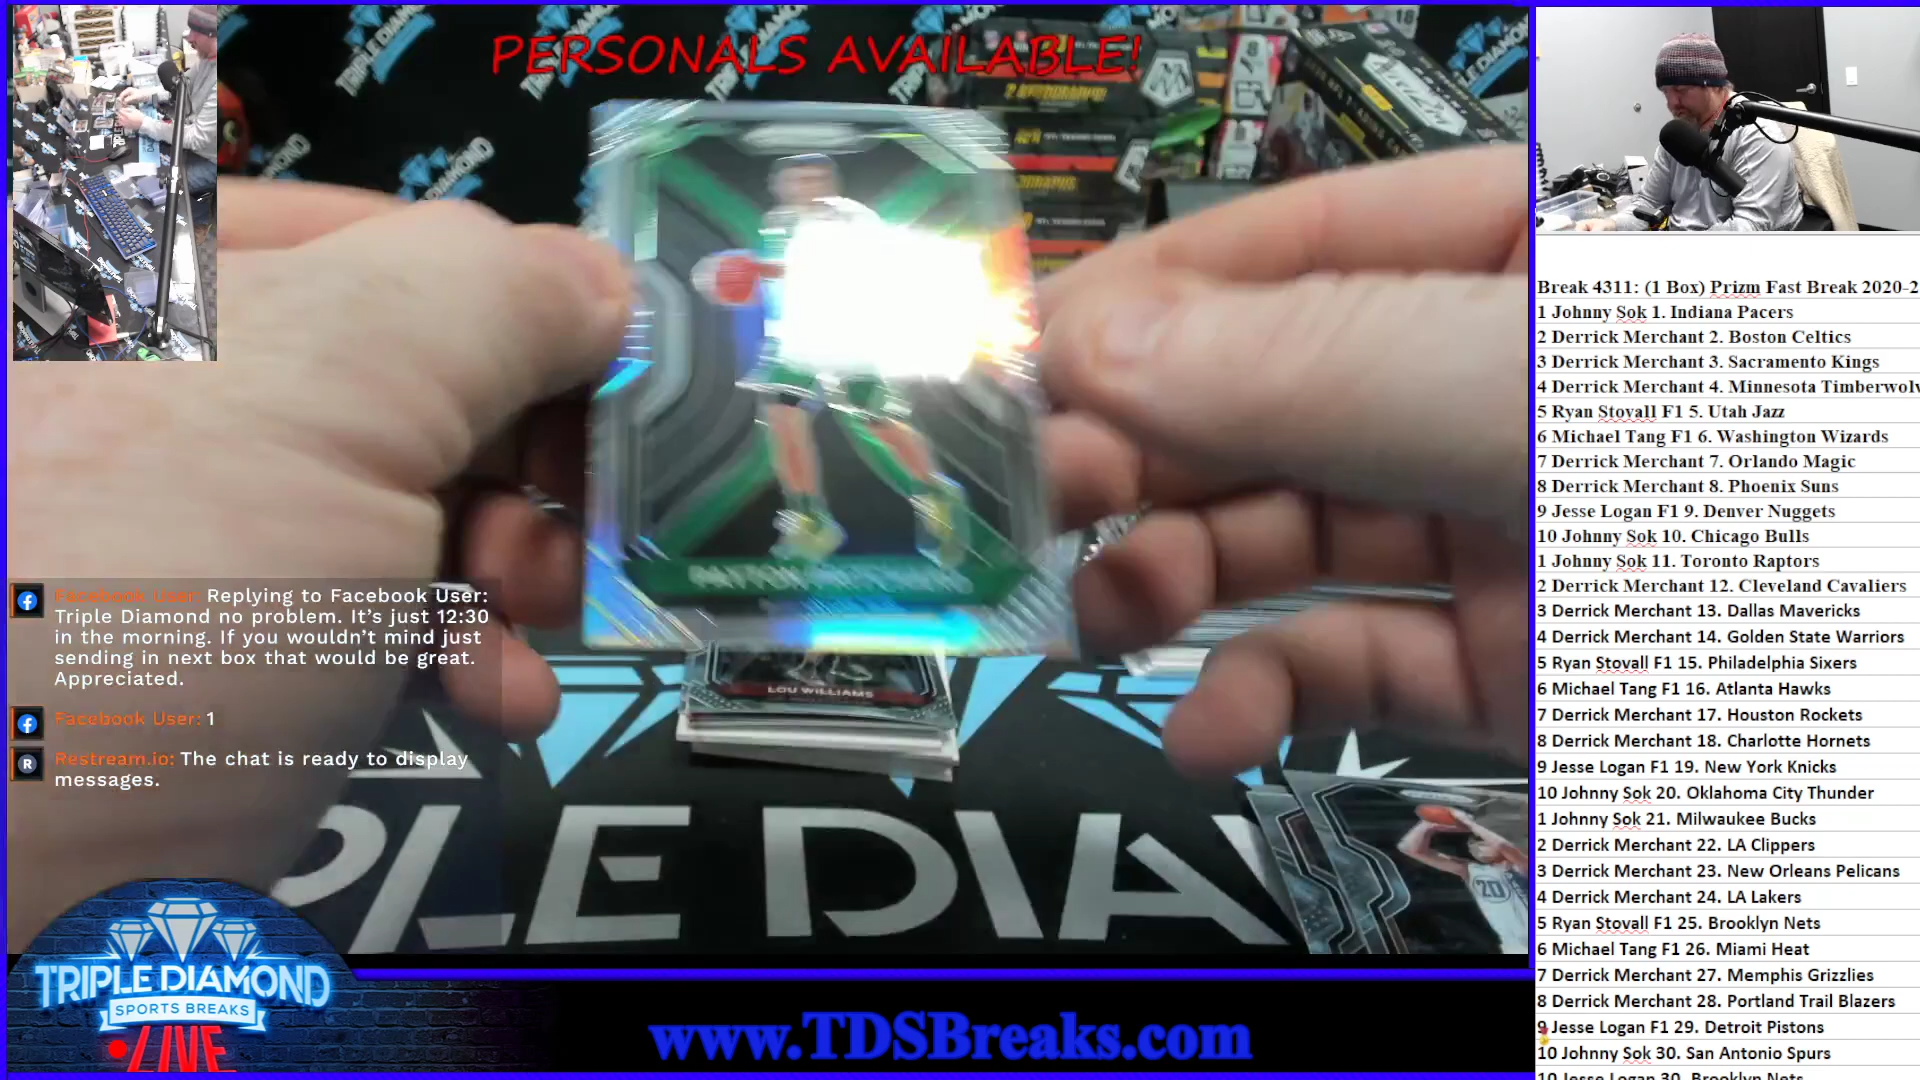 PERSONALS AVAILABLE!
Break 4311: (1 Box) Prizm Fast Break 2020-2
1 Johnny Sok 1. Indiana Pacers
2 Derrick Merchant 2. Boston Celtics
3 Derrick Merchant 3. Sacramento Kings
4 Derrick Merchant 4. Minnesota Timberwolv
5 Ryan Stovall F1 5. Utah Jazz
6 Michael Tang F1 6. Washington Wizards
7 Derrick Merchant 7. Orlando Magic
8 Derrick Merchant 8. Phoenix Suns
9 Jesse Logan F1 9. Denver Nuggets
10 Johnny Sok 10. Chicago Bulls
1 Johnny Sok 11. Toronto Raptors
2 Derrick Merchant 12. Cleveland Cavaliers
3 Derrick Merchant 13. Dallas Mavericks
4 Derrick Merchant 14. Golden State Warriors
5 Ryan Stovall F1 15. Philadelphia Sixers
6 Michael Tang F1 16. Atlanta Hawks
7 Derrick Merchant 17. Houston Rockets
8 Derrick Merchant 18. Charlotte Hornets
9 Jesse Logan F1 19. New York Knicks
10 Johnny Sok 20. Oklahoma City Thunder
1 Johnny Sok 21. Milwaukee Bucks
2 Derrick Merchant 22. LA Clippers
3 Derrick Merchant 23. New Orleans Pelicans
4 Derrick Merchant 24. LA Lakers
5 Ryan Stovall F1 25. Brooklyn Nets
6 Michael Tang F1 26. Miami Heat
7 Derrick Merchant 27. Memphis Grizzlies
8 Derrick Merchant 28. Portland Trail Blazers
9 Jesse Logan F1 29. Detroit Pistons
10 Johnny Sok 30. San Antonio Spurs
10 Jesse Logan 30. Brooklyn Nets
Facebook User: Replying to Facebook User:
Triple Diamond no problem. It's just 12:30
in the morning. If you wouldn't mind just
sending in next box that would be great.
Appreciated.
Facebook User: 1
Restream.io: The chat is ready to display
messages.
LOU WILLIAMS
PLE DIA
20
TRIPLE DIAMOND
SPORTS BREAKS
LIVE
www.TDSBreaks.com